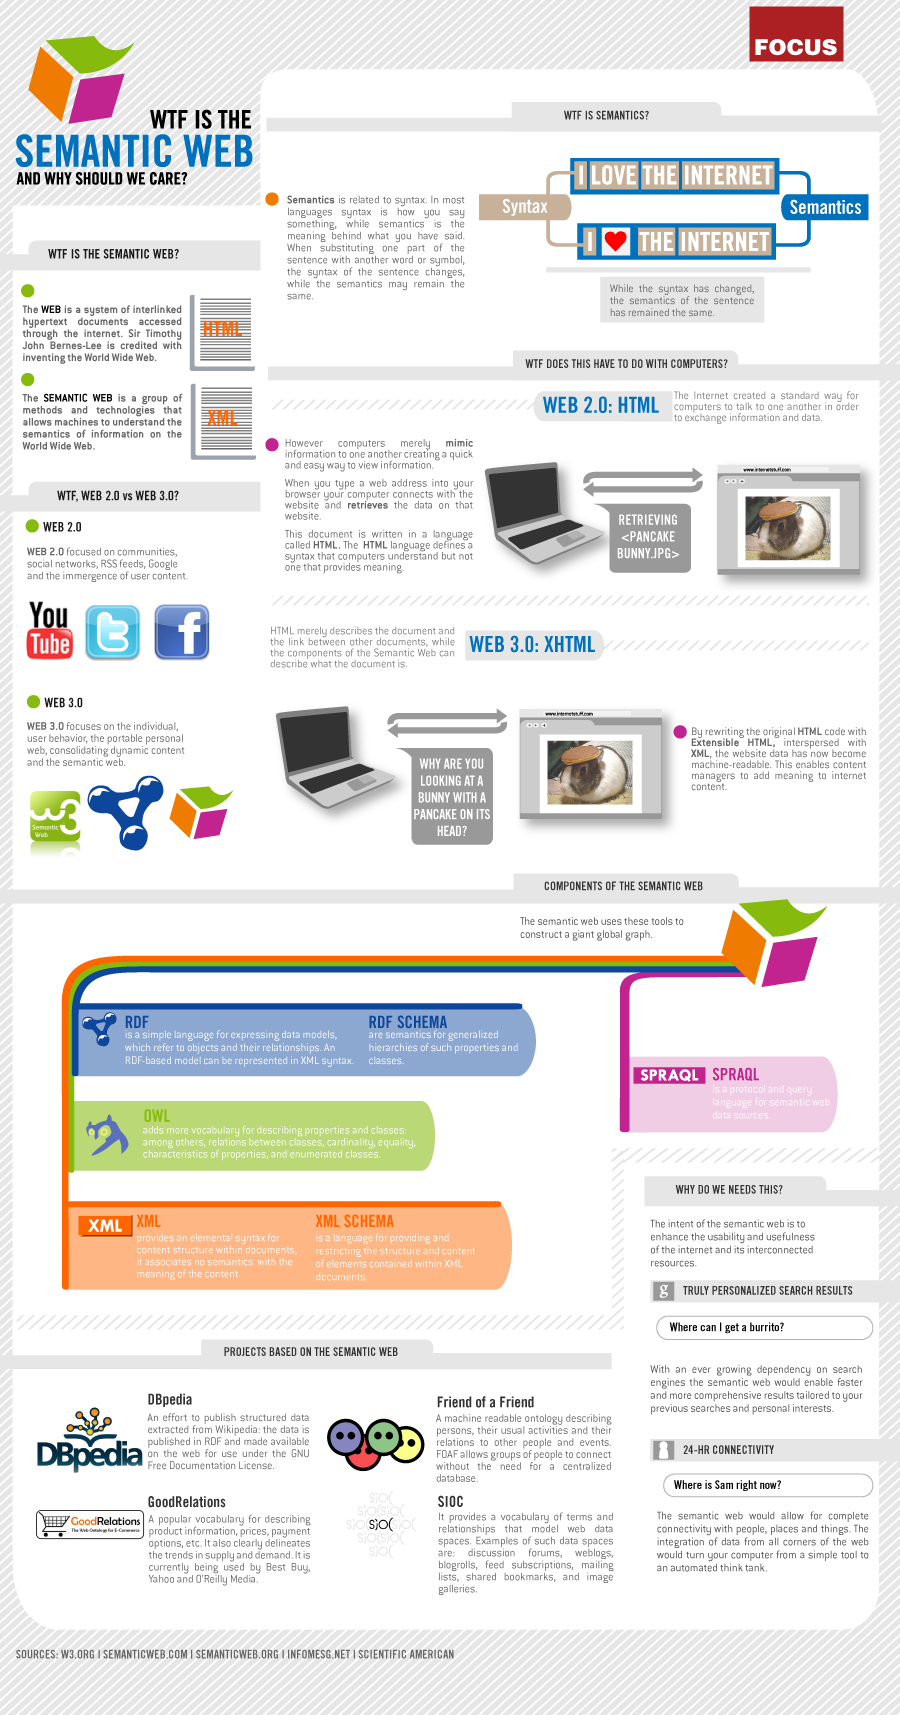 FOCUS
WTF IS THE
SEMANTIC WEB
AND WHY SHOULD WE CARE?
WTF IS THE SEMANTIC WEB?
The WEB is a system of interlinked
hypertext documents accessed
through the internet. Sir Timothy
John Bernes-Lee is credited with
inventing the World Wide Web.
HTML
The SEMANTIC WEB is a group of
methods and technologies that
allows machines to understand the
semantics of information on the
World Wide Web.
XML
WTF, WEB 2.0 vs WEB 3.0?
WEB 2.0
WEB 2.0 focused on communities,
social networks, RSS feeds, Google
and the immergence of user content.
You
Tube
t
f
WEB 3.0
WEB 3.0 focuses on the individual,
user behavior, the portable personal
web, consolidating dynamic content
and the semantic web.
w3
Semantic
Web
WTF IS SEMANTICS?
Semantics is related to syntax. In most
languages syntax is how you say
something, while semantics is the
meaning behind what you have said.
When substituting one part of the
sentence with another word or symbol,
the syntax of the sentence changes,
while the semantics may remain the
same.
I LOVE THE INTERNET
Syntax
Semantics
I ♥ THE INTERNET
While the syntax has changed,
the semantics of the sentence
has remained the same.
WTF DOES THIS HAVE TO DO WITH COMPUTERS?
WEB 2.0: HTML
The Internet created a standard way for
computers to talk to one another in order
to exchange information and data.
However computers merely mimic
information to one another creating a quick
and easy way to view information.
When you type a web address into your
browser your computer connects with the
website and retrieves the data on that
website.
This document is written in a language
called HTML. The HTML language defines a
syntax that computers understand but not
one that provides meaning.
RETRIEVING
<PANCAKE
BUNNY.JPG>
www.internetstuff.com
HTML merely describes the document and
the link between other documents, while
the components of the Semantic Web can
describe what the document is.
WEB 3.0: XHTML
WHY ARE YOU
LOOKING AT A
BUNNY WITH A
PANCAKE ON ITS
HEAD?
www.internetstuff.com
By rewriting the original HTML code with
Extensible HTML, interspersed with
XML, the website data has now become
machine-readable. This enables content
managers to add meaning to internet
content.
COMPONENTS OF THE SEMANTIC WEB
The semantic web uses these tools to
construct a giant global graph.
RDF
is a simple language for expressing data models,
which refer to objects and their relationships. An
RDF-based model can be represented in XML syntax.
RDF SCHEMA
are semantics for generalized
hierarchies of such properties and
classes.
OWL
adds more vocabulary for describing properties and classes:
among others, relations between classes, cardinality, equality,
characteristics of properties, and enumerated classes.
XML
XML
provides an elemental syntax for
content structure within documents,
it associates no semantics with the
meaning of the content.
XML SCHEMA
is a language for providing and
restricting the structure and content
of elements contained within XML
documents.
SPRAQL
SPRAQL
is a protocol and query
language for semantic web
data sources.
WHY DO WE NEEDS THIS?
The intent of the semantic web is to
enhance the usability and usefulness
of the internet and its interconnected
resources.
g
TRULY PERSONALIZED SEARCH RESULTS
Where can I get a burrito?
With an ever growing dependency on search
engines the semantic web would enable faster
and more comprehensive results tailored to your
previous searches and personal interests.
24-HR CONNECTIVITY
Where is Sam right now?
The semantic web would allow for complete
connectivity with people, places and things. The
integration of data from all corners of the web
would turn your computer from a simple tool to
an automated think tank.
PROJECTS BASED ON THE SEMANTIC WEB
DBpedia
DBpedia
An effort to publish structured data
extracted from Wikipedia: the data is
published in RDF and made available
on the web for use under the GNU
Free Documentation License.
Friend of a Friend
A machine readable ontology describing
persons, their usual activities and their
relations to other people and events.
FOAF allows groups of people to connect
without the need for a centralized
database.
GoodRelations
The Web Ontology for E-Commerce
GoodRelations
A popular vocabulary for describing
product information, prices, payment
options, etc. It also clearly delineates
the trends in supply and demand. It is
currently being used by Best Buy,
Yahoo and O'Reilly Media.
SIOC
It provides a vocabulary of terms and
relationships that model web data
spaces. Examples of such data spaces
are: discussion forums, weblogs,
blogrolls, feed subscriptions, mailing
lists, shared bookmarks, and image
galleries.
SOURCES: W3.ORG | SEMANTICWEB.COM | SEMANTICWEB.ORG | INFOMESG.NET | SCIENTIFIC AMERICAN